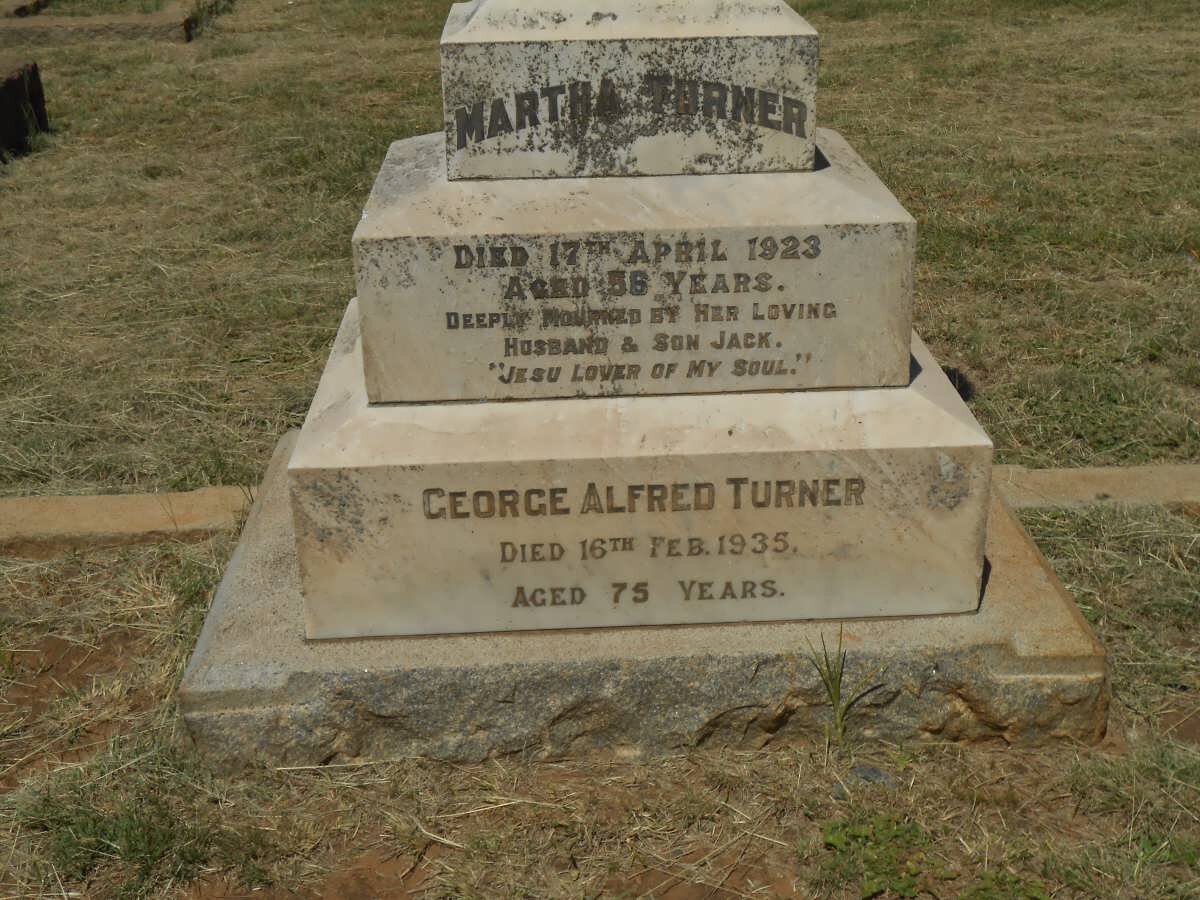 MARTHA TURNER
DIED 17TH APRIL 1923
AGED 56 YEARS.
DEEPLY MOURNED BY HER LOVING
HUSBAND & SON JACK.
"JESU LOVER OF MY SOUL."
GEORGE ALFRED TURNER
DIED 16TH FEB. 1935.
AGED 75 YEARS.